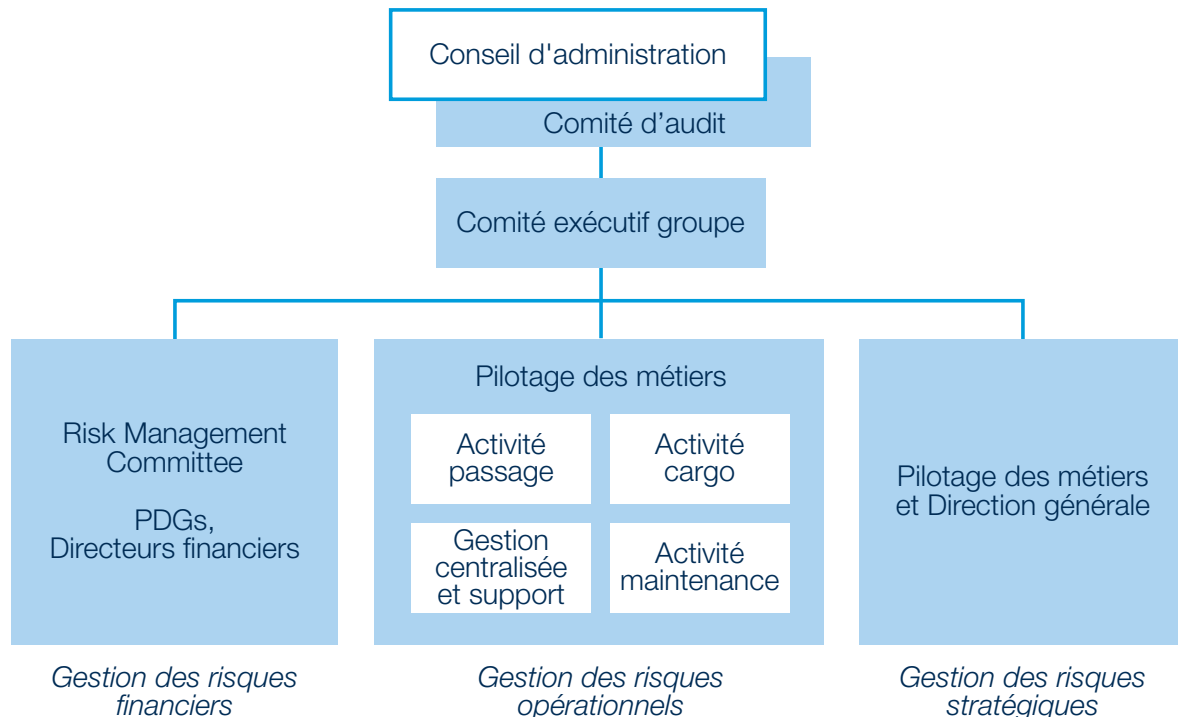 Conseil d'administration
Comité d’audit
Comité exécutif groupe
Risk Management
Committee
PDGs,
Directeurs financiers
Pilotage des métiers
Activité
passage
Activité
cargo
Gestion
centralisée
et support
Activité
maintenance
Pilotage des métiers
et Direction générale
Gestion des risques
financiers
Gestion des risques
opérationnels
Gestion des risques
stratégiques